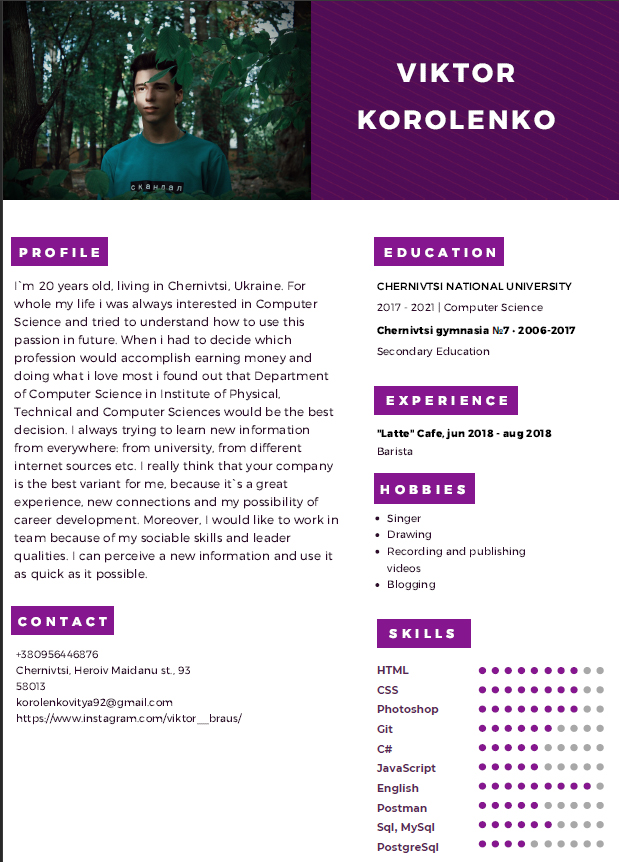 VIKTOR
KOROLENKO
скандал
PROFILE
I`m 20 years old, living in Chernivtsi, Ukraine. For
whole my life i was always interested in Computer
Science and tried to understand how to use this
passion in future. When i had to decide which
profession would accomplish earning money and
doing what i love most i found out that Department
of Computer Science in Institute of Physical,
Technical and Computer Sciences would be the best
decision. I always trying to learn new information
from everywhere: from university, from different
internet sources etc. I really think that your company
is the best variant for me, because it`s a great
experience, new connections and my possibility of
career development. Moreover, I would like to work in
team because of my sociable skills and leader
qualities. I can perceive a new information and use it
as quick as it possible.
CONTACT
+380956446876
Chernivtsi, Heroiv Maidanu st., 93
58013
korolenkovitya92@gmail.com
https://www.instagram.com/viktor__braus/
EDUCATION
CHERNIVTSI NATIONAL UNIVERSITY
2017 - 2021 | Computer Science
Chernivtsi gymnasia №7 · 2006-2017
Secondary Education
EXPERIENCE
"Latte" Cafe, jun 2018 - aug 2018
Barista
HOBBIES
• Singer
• Drawing
• Recording and publishing
videos
• Blogging
SKILLS
HTML
CSS
Photoshop
Git
C#
JavaScript
English
Postman
Sql, MySql
PostgreSql